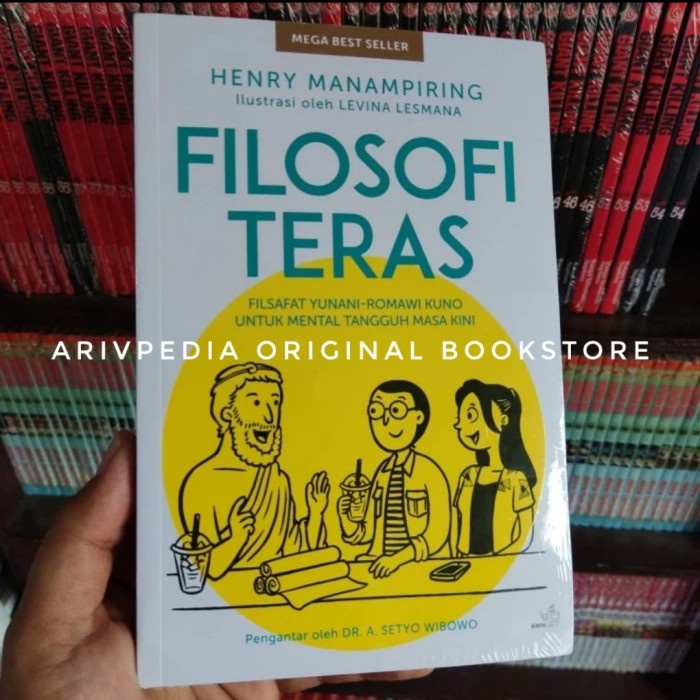 MEGA BEST SELLER
HENRY MANAMPIRING
Ilustrasi oleh LEVINA LESMANA
FILOSOFI
TERAS
FILSAFAT YUNANI-ROMAWI KUNO
UNTUK MENTAL TANGGUH MASA KINI
ARIVPEDIA ORIGINAL BOOKSTORE
Pengantar oleh DR. A. SETYO WIBOWO